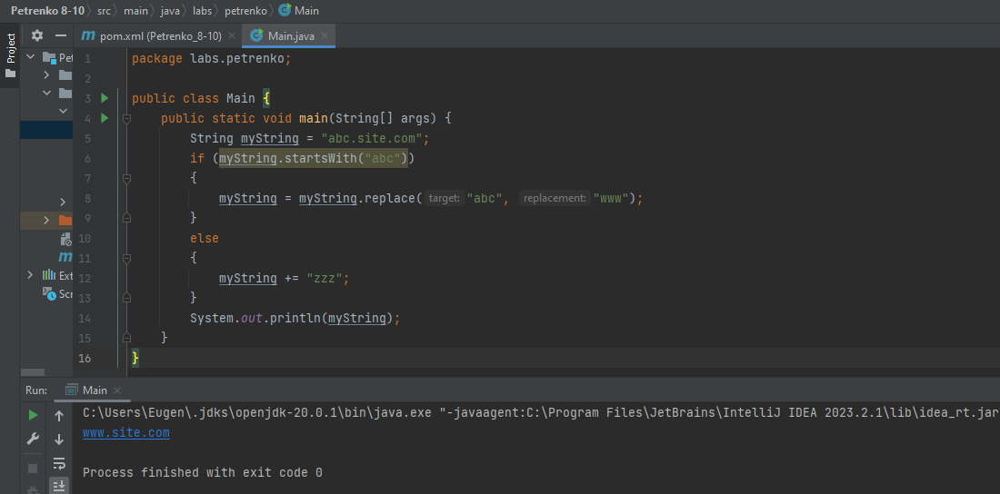 Petrenko 8-10 〉 src 〉 main 〉 java 〉 labs 〉 petrenko 〉 Main
Project
pom.xml (Petrenko_8-10) Main.java
Pet
Ext
Scr
1 package labs.petrenko;
2
3 public class Main {
4 public static void main(String[] args) {
5 String myString = "abc.site.com";
6 if (myString.startsWith("abc"))
7 {
8 myString = myString.replace( target: "abc", replacement: "www");
9 }
10 else
11 {
12 myString += "zzz";
13 }
14 System.out.println(myString);
15 }
16 }
Run: Main
C:\Users\Eugen\.jdks\openjdk-20.0.1\bin\java.exe "-javaagent:C:\Program Files\JetBrains\IntelliJ IDEA 2023.2.1\lib\idea_rt.jar
www.site.com
Process finished with exit code 0